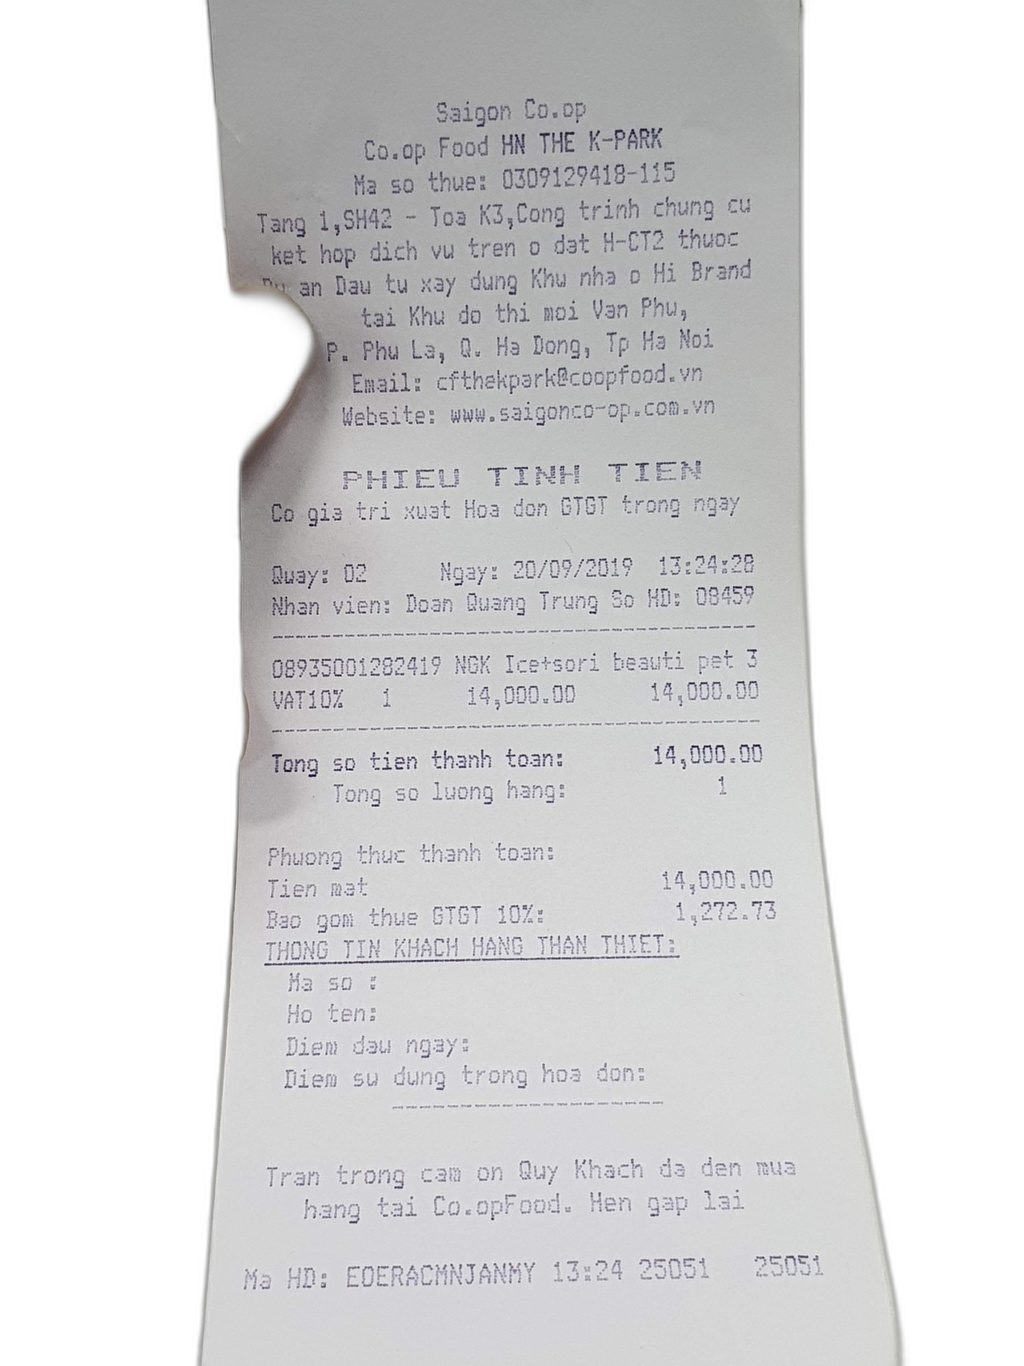 Saigon Co.op
Co.op Food HN THE K-PARK
Ma so thue: 0309129418-115
Tang 1,SH42 - Toa K3,Cong trinh chung cu
ket hop dich vu tren o dat H-CT2 thuoc
Du an Dau tu xay dung Khu nha o Hi Brand
tai Khu do thi moi Van Phu,
P. Phu La, Q. Ha Dong, Tp Ha Noi
Email: cfthekpark@coopfood.vn
Website: www.saigonco-op.com.vn
PHIEU TINH TIEN
Co gia tri xuat Hoa don GTGT trong ngay
Quay: 02 Ngay: 20/09/2019 13:24:28
Nhan vien: Doan Quang Trung So HD: 08459
08935001282419 NGK Ice+sori beauti pet 3
VAT10% 1 14,000.00 14,000.00
Tong so tien thanh toan: 14,000.00
Tong so luong hang: 1
Phuong thuc thanh toan:
Tien mat 14,000.00
Bao gom thue GTGT 10%: 1,272.73
THONG TIN KHACH HANG THAN THIET:
Ma so :
Ho ten:
Diem dau ngay:
Diem su dung trong hoa don:
Tran trong cam on Quy Khach da den mua
hang tai Co.opFood. Hen gap lai
Ma HD: EOERACMNJANMY 13:24 25051 25051